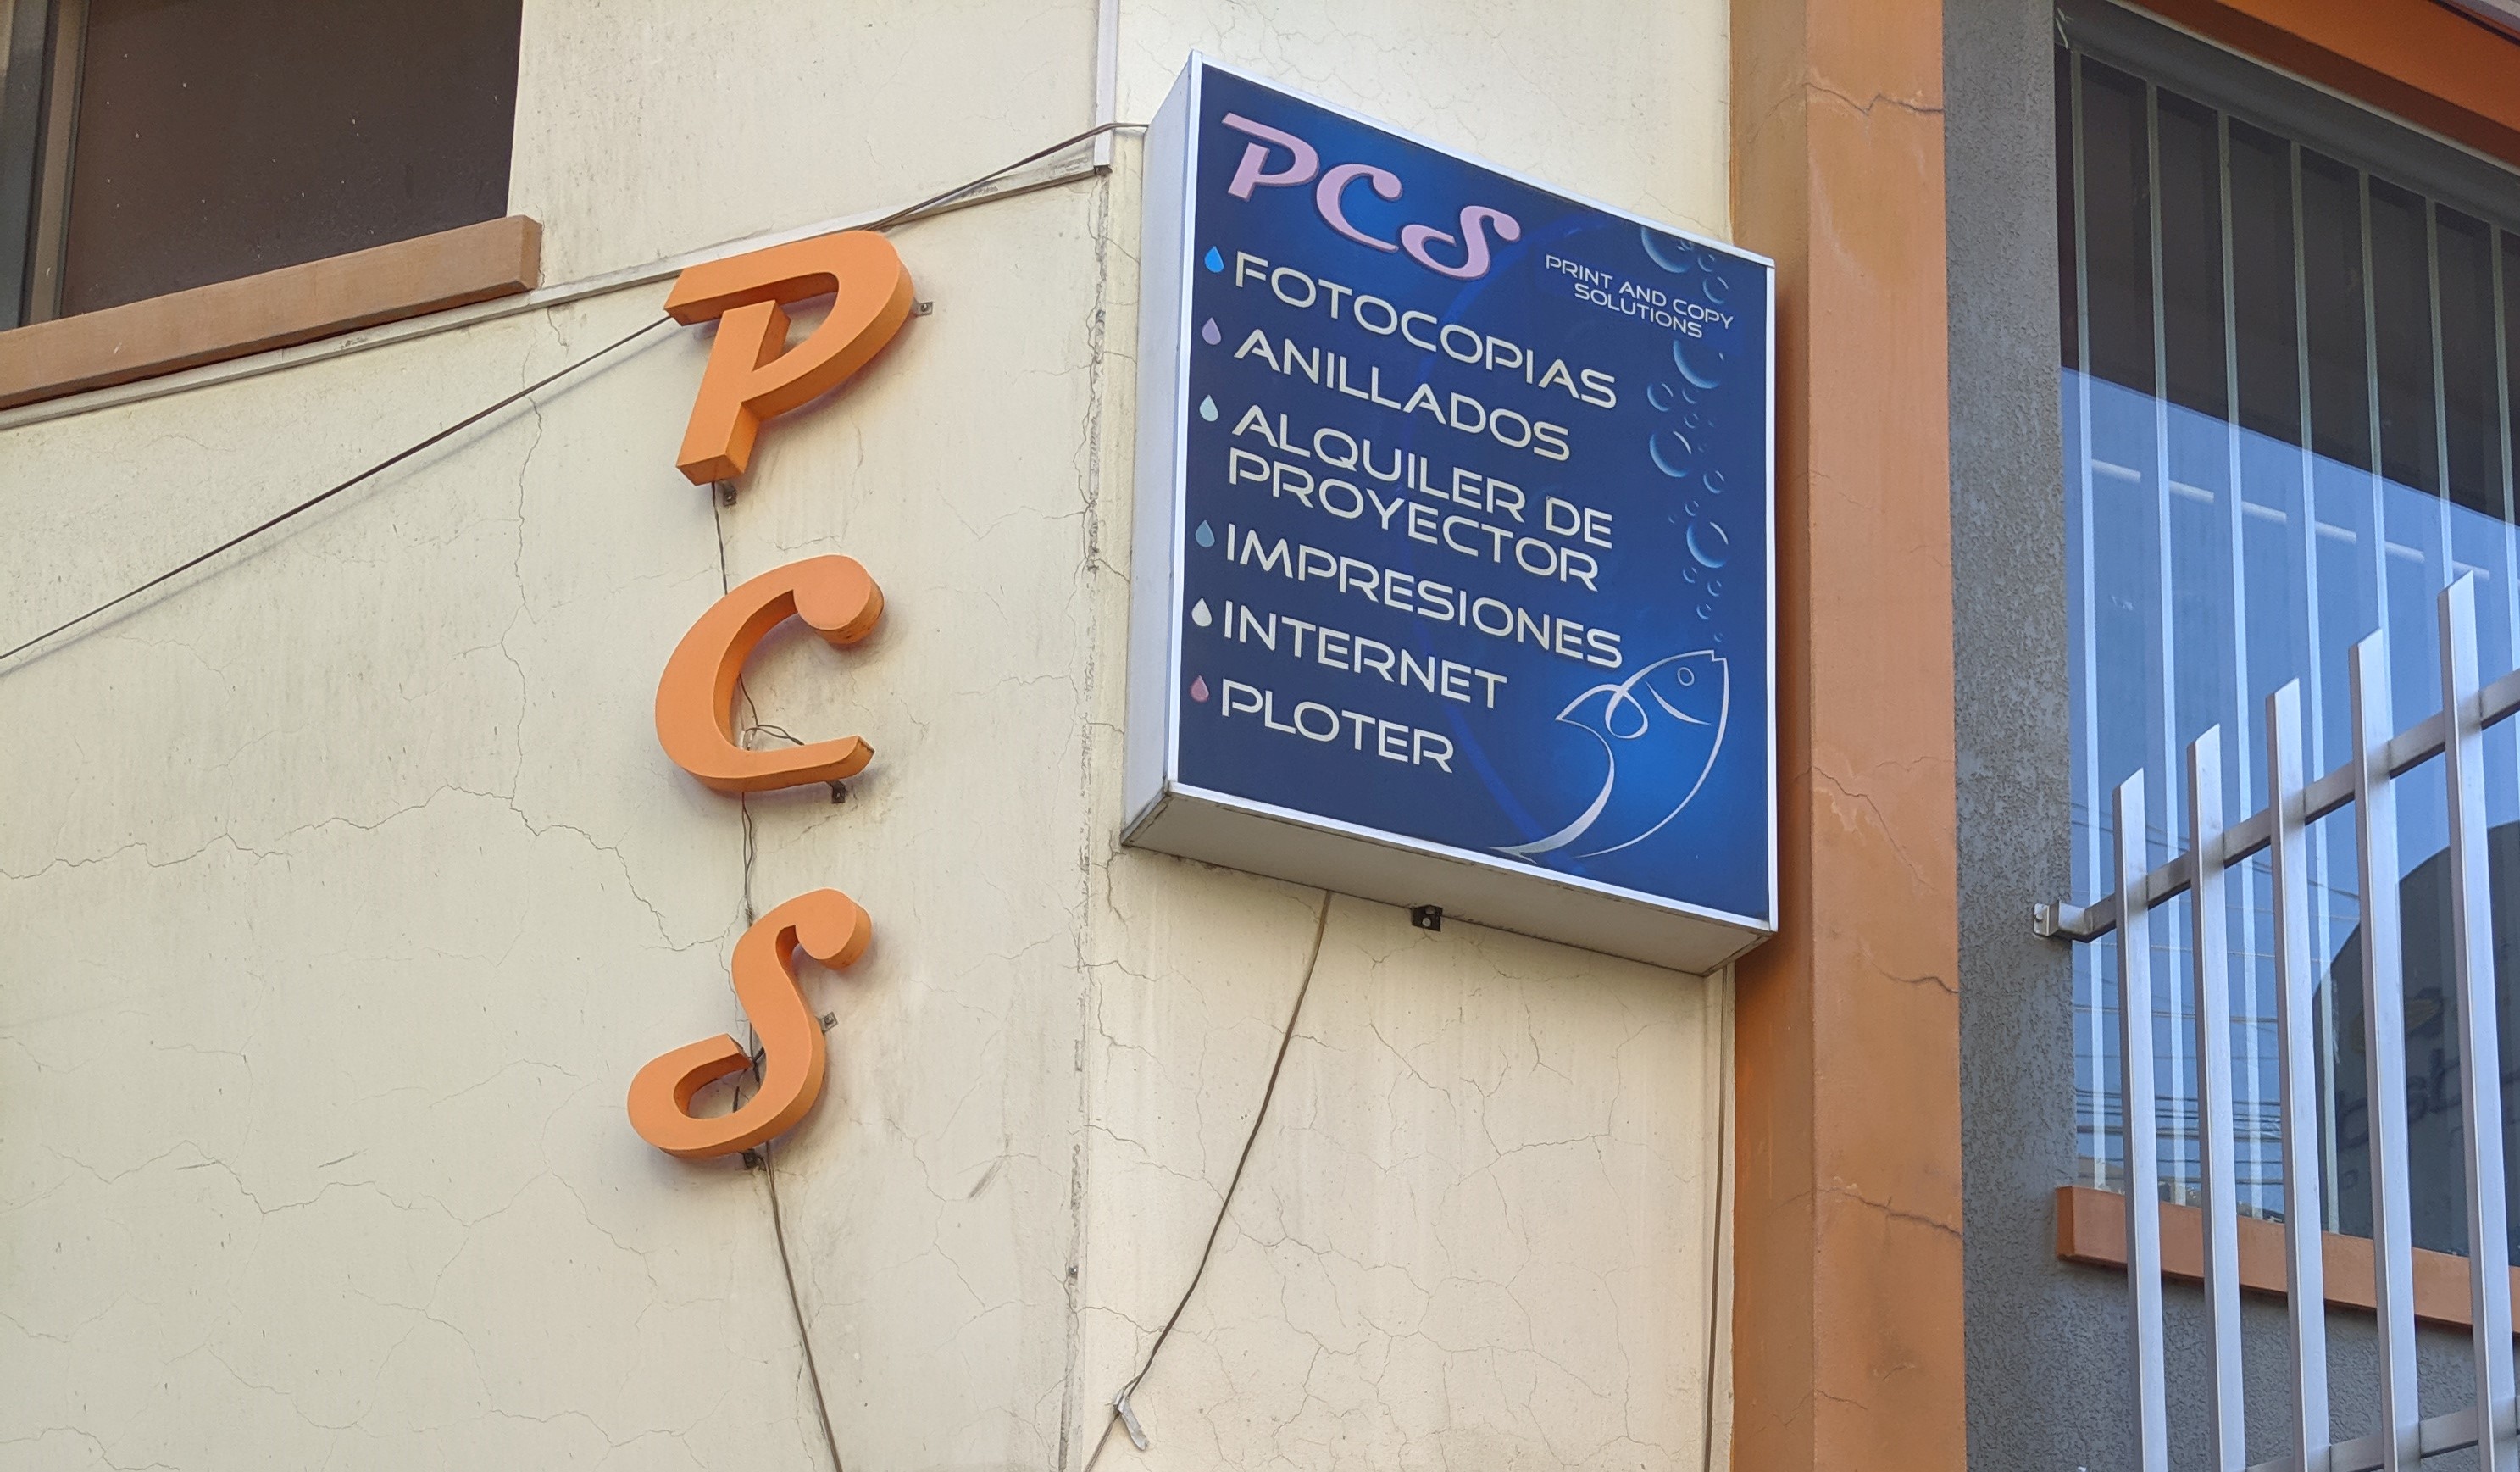 P
C
S
PCS
PRINT AND COPY
SOLUTIONS
FOTOCOPIAS
ANILLADOS
ALQUILER DE
PROYECTOR
IMPRESIONES
INTERNET
PLOTER